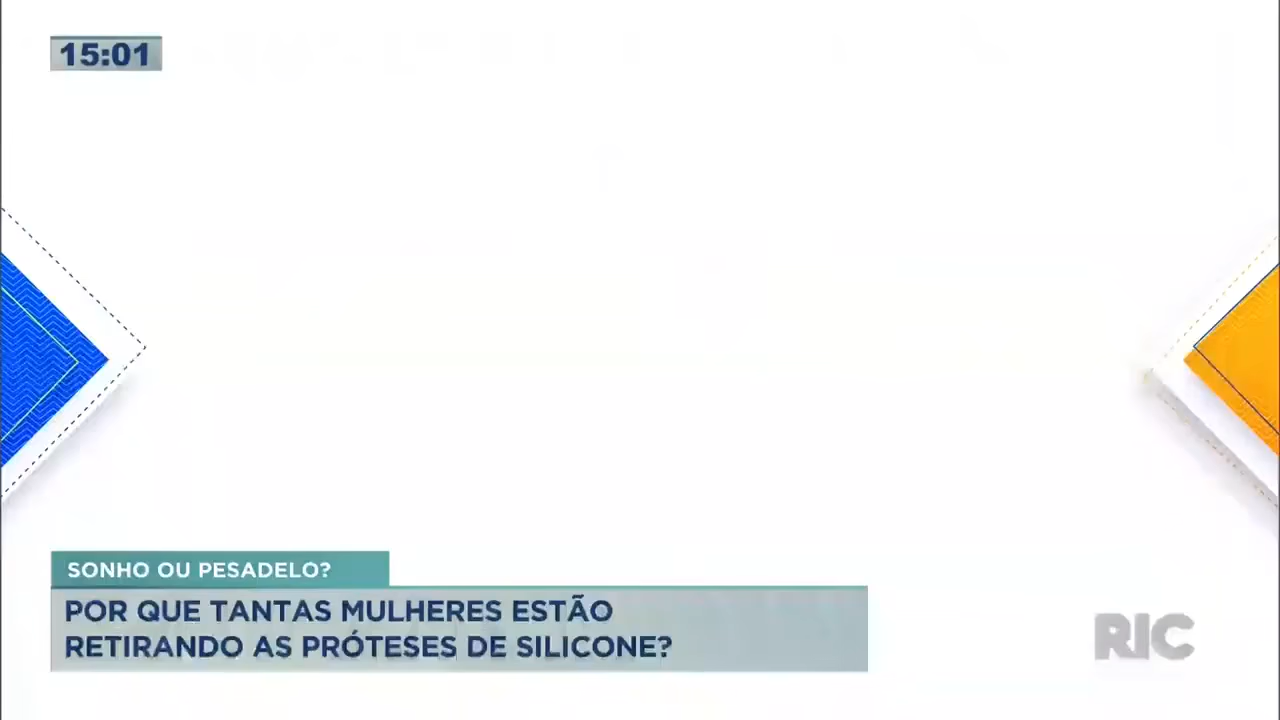 15:01
SONHO OU PESADELO?
POR QUE TANTAS MULHERES ESTÃO
RETIRANDO AS PRÓTESES DE SILICONE?
RIC